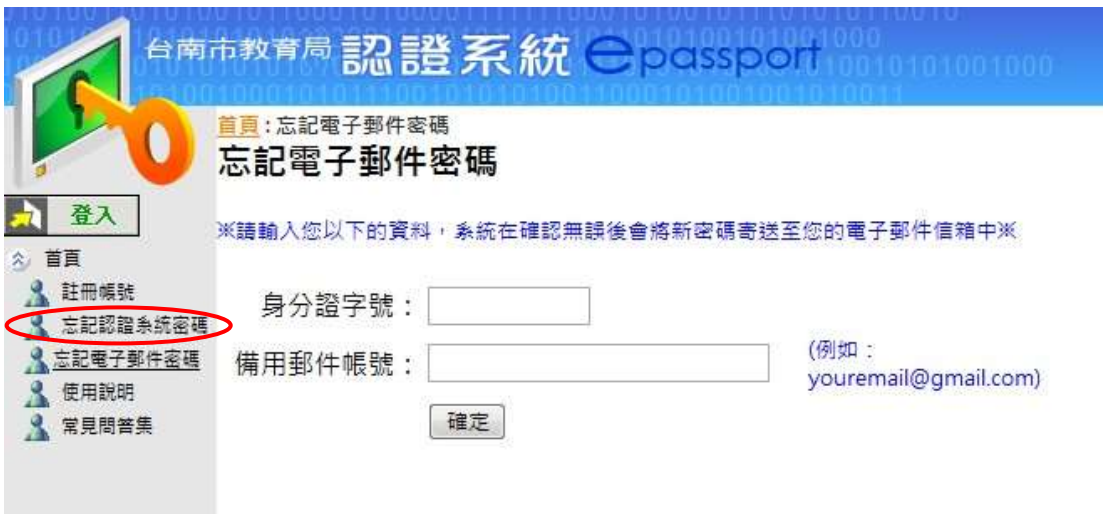 台南市教育局 認證系統 epassport
首頁:忘記電子郵件密碼
忘記電子郵件密碼
登入
首頁
註冊帳號
忘記認證系統密碼
忘記電子郵件密碼
使用說明
常見問答集
※請輸入您以下的資料，系統在確認無誤後會將新密碼寄送至您的電子郵件信箱中※
身分證字號：
備用郵件帳號：
(例如：
youremail@gmail.com)
確定